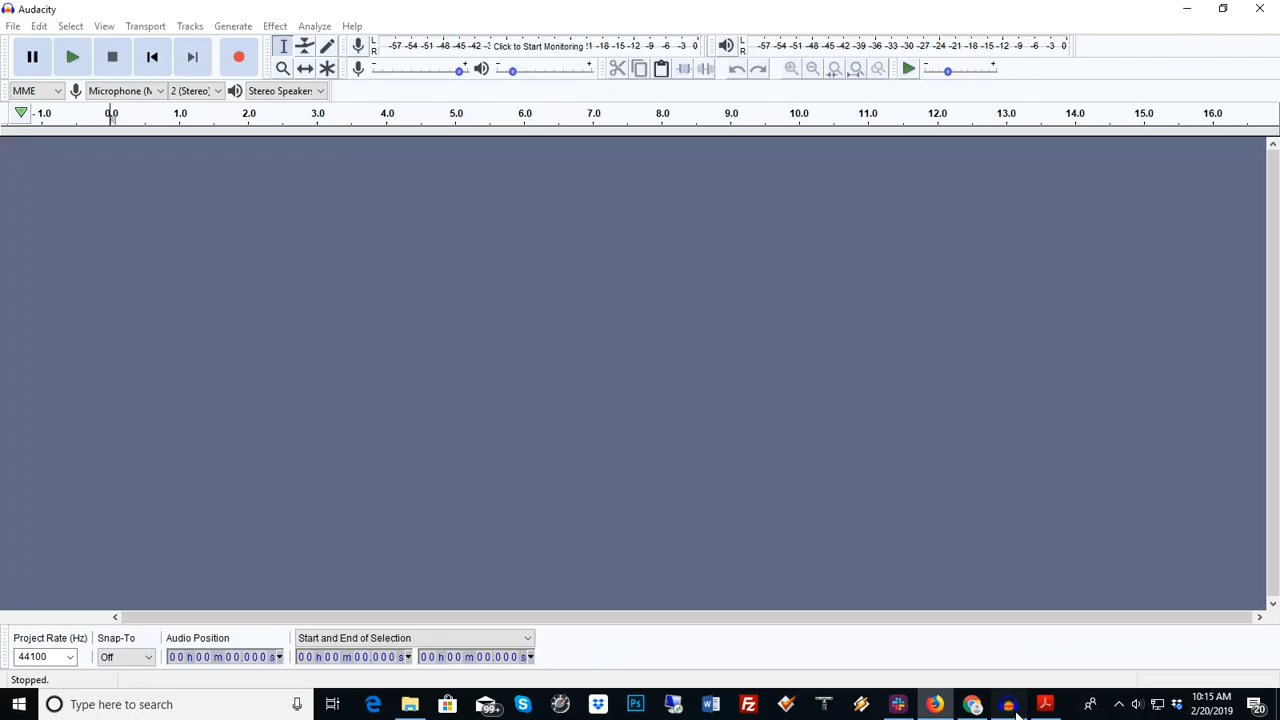 Audacity
File Edit Select View Transport Tracks Generate Effect Analyze Help
L -57 -54 -51 -48 -45 -42 -3 Click to Start Monitoring !1 -18 -15 -12 -9 -6 -3 0 L -57 -54 -51 -48 -45 -42 -39 -36 -33 -30 -27 -24 -21 -18 -15 -12 -9 -6 -3 0
R R
- + - + - +
MME Microphone (M 2 (Stereo) Stereo Speakers
- 1.0 0.0 1.0 2.0 3.0 4.0 5.0 6.0 7.0 8.0 9.0 10.0 11.0 12.0 13.0 14.0 15.0 16.0
Project Rate (Hz) Snap-To Audio Position Start and End of Selection
44100 Off 00 h 00 m 00.000 s 00 h 00 m 00.000 s 00 h 00 m 00.000 s
Stopped.
Type here to search 99+ Ps 10:15 AM
2/20/2019 20